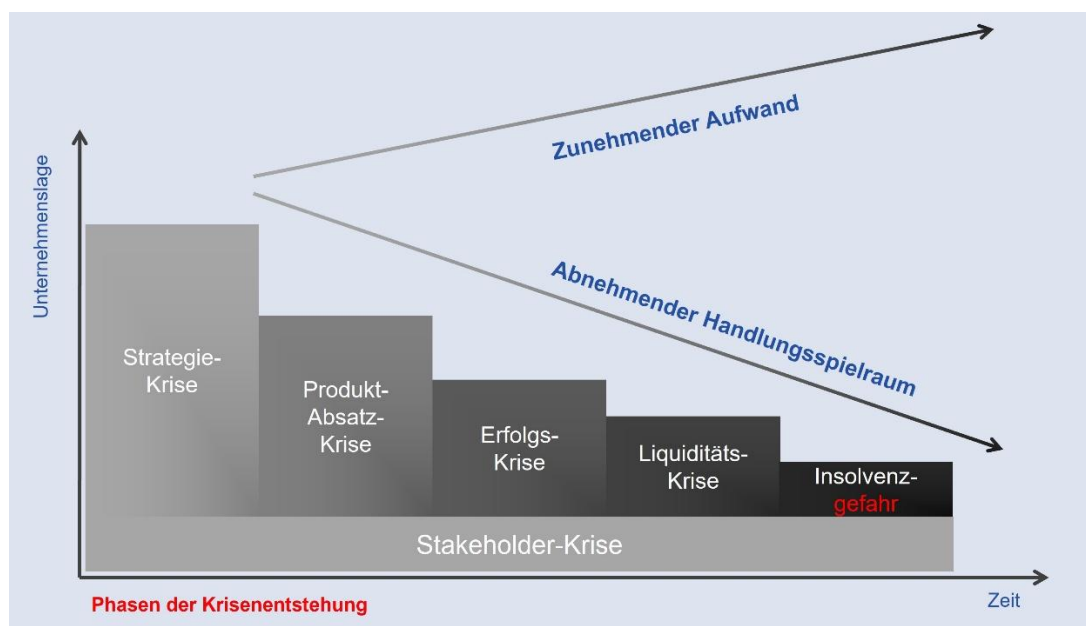 Zunehmender Aufwand
Unternehmenslage
Abnehmender Handlungsspielraum
Strategie-
Krise
Produkt-
Absatz-
Krise
Erfolgs-
Krise
Liquiditäts-
Krise
Insolvenz-
gefahr
Stakeholder-Krise
Phasen der Krisenentstehung
Zeit